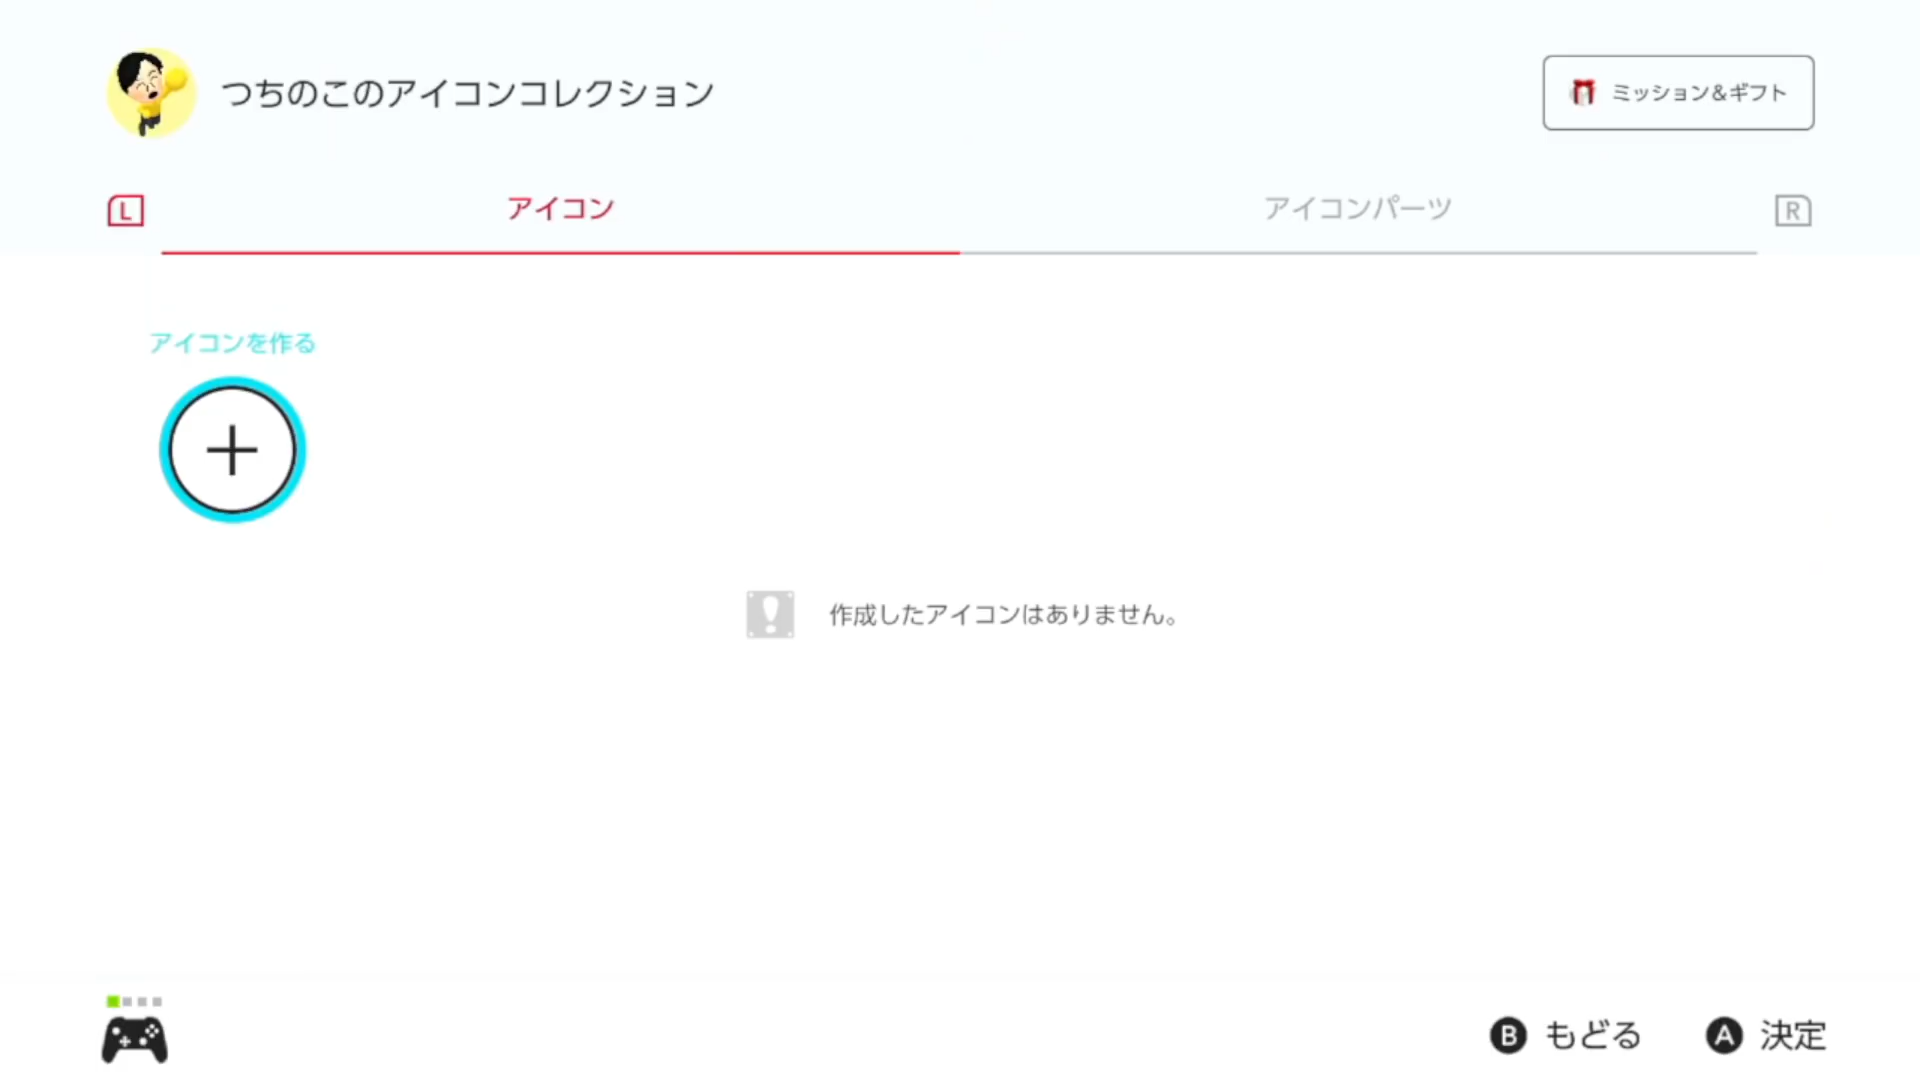 つちのこのアイコンコレクション
ミッション&ギフト
L
アイコン
アイコンパーツ
R
アイコンを作る
作成したアイコンはありません。
B もどる
A 決定